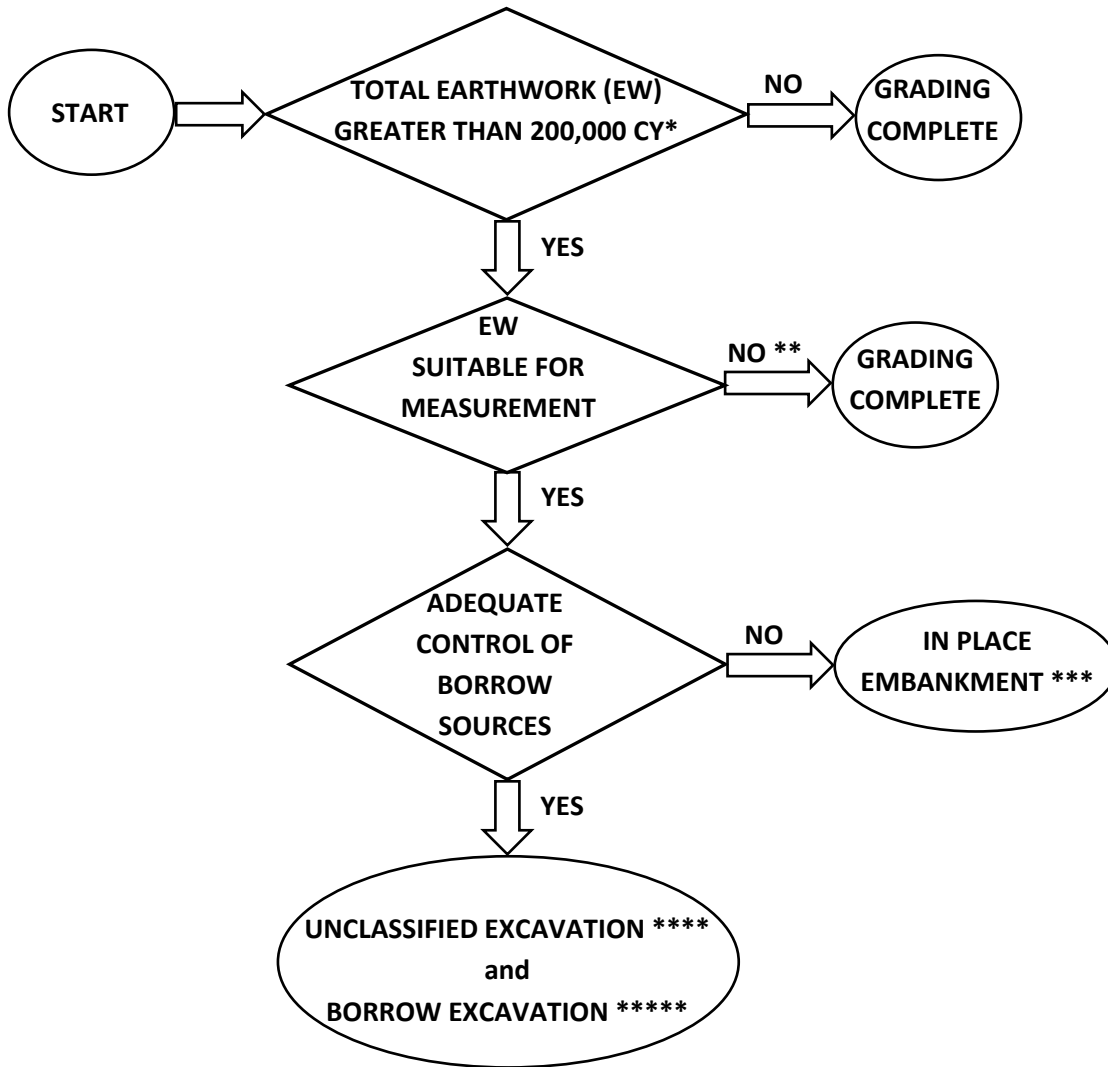 START
TOTAL EARTHWORK (EW)
GREATER THAN 200,000 CY*
NO
GRADING
COMPLETE
YES
EW
SUITABLE FOR
MEASUREMENT
NO **
GRADING
COMPLETE
YES
ADEQUATE
CONTROL OF
BORROW
SOURCES
NO
IN PLACE
EMBANKMENT ***
YES
UNCLASSIFIED EXCAVATION ****
and
BORROW EXCAVATION *****